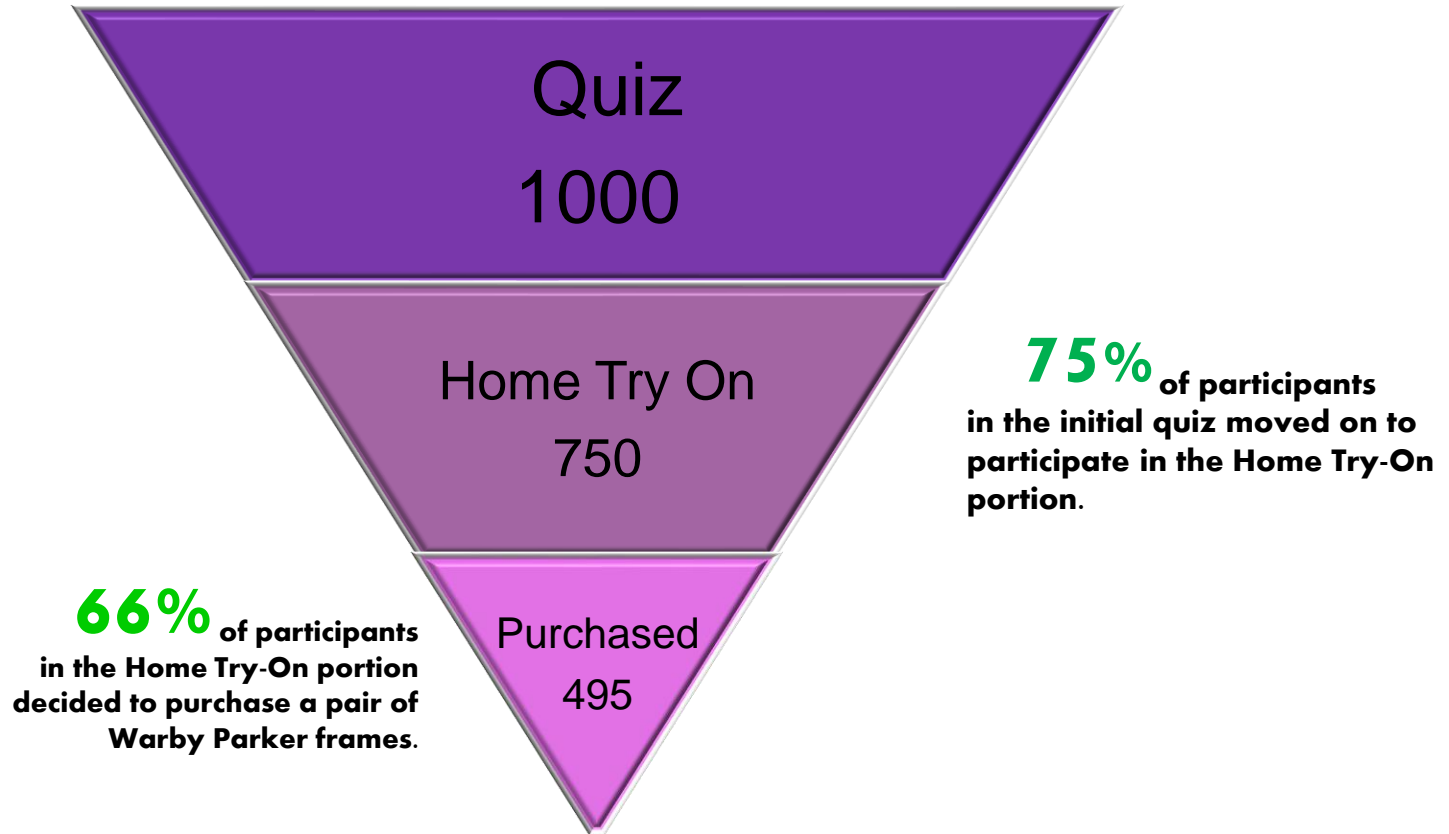 Quiz
1000
Home Try On
750
75% of participants
in the initial quiz moved on to
participate in the Home Try-On
portion.
Purchased
495
66% of participants
in the Home Try-On portion
decided to purchase a pair of
Warby Parker frames.